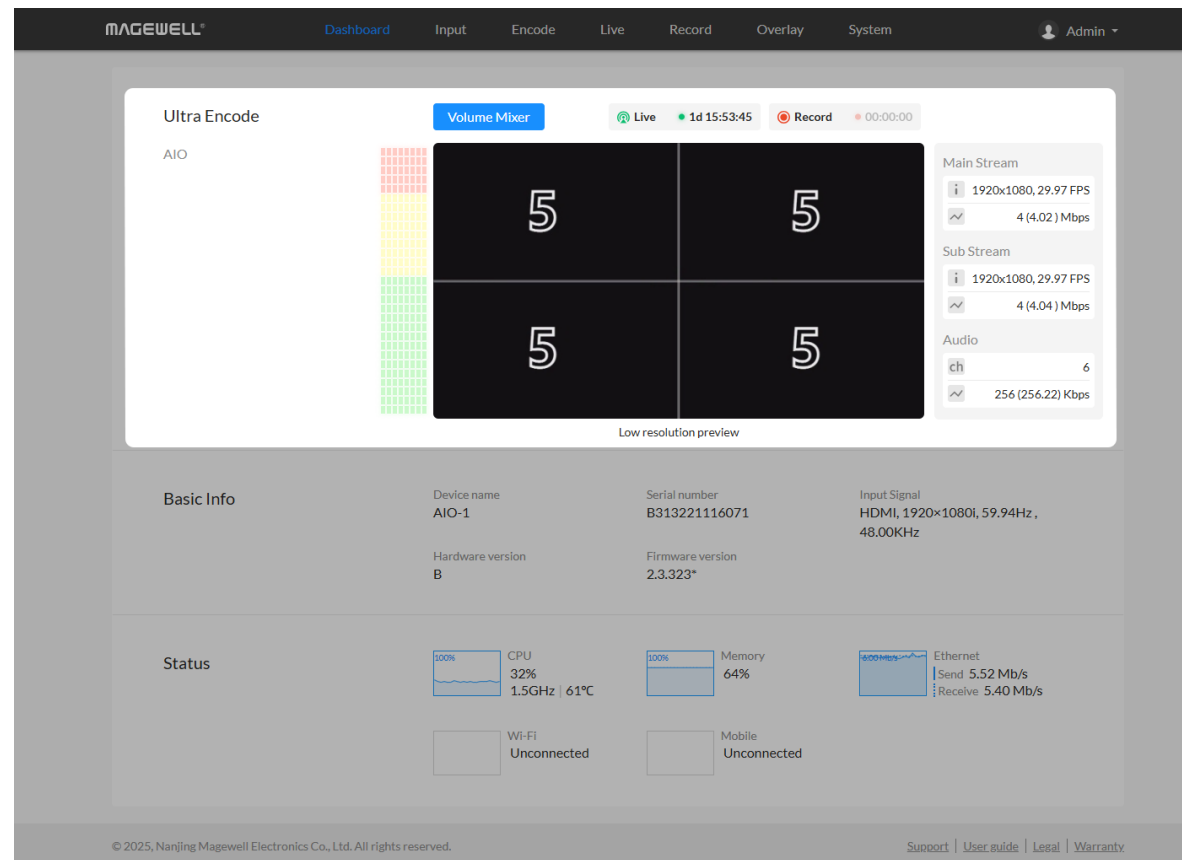 MAGEWELL®
Dashboard
Input
Encode
Live
Record
Overlay
System
Admin
Ultra Encode
AIO
Volume Mixer
Live 1d 15:53:45
Record 00:00:00
5 5
5 5
Low resolution preview
Main Stream
i 1920x1080, 29.97 FPS
4 (4.02 ) Mbps
Sub Stream
i 1920x1080, 29.97 FPS
4 (4.04 ) Mbps
Audio
ch 6
256 (256.22) Kbps
Basic Info
Device name
AIO-1
Serial number
B313221116071
Input Signal
HDMI, 1920×1080i, 59.94Hz ,
48.00KHz
Hardware version
B
Firmware version
2.3.323*
Status
100%
CPU
32%
1.5GHz | 61℃
100%
Memory
64%
6.00 Mb/s
Ethernet
Send 5.52 Mb/s
Receive 5.40 Mb/s
Wi-Fi
Unconnected
Mobile
Unconnected
© 2025, Nanjing Magewell Electronics Co., Ltd. All rights reserved.
Support | User guide | Legal | Warranty